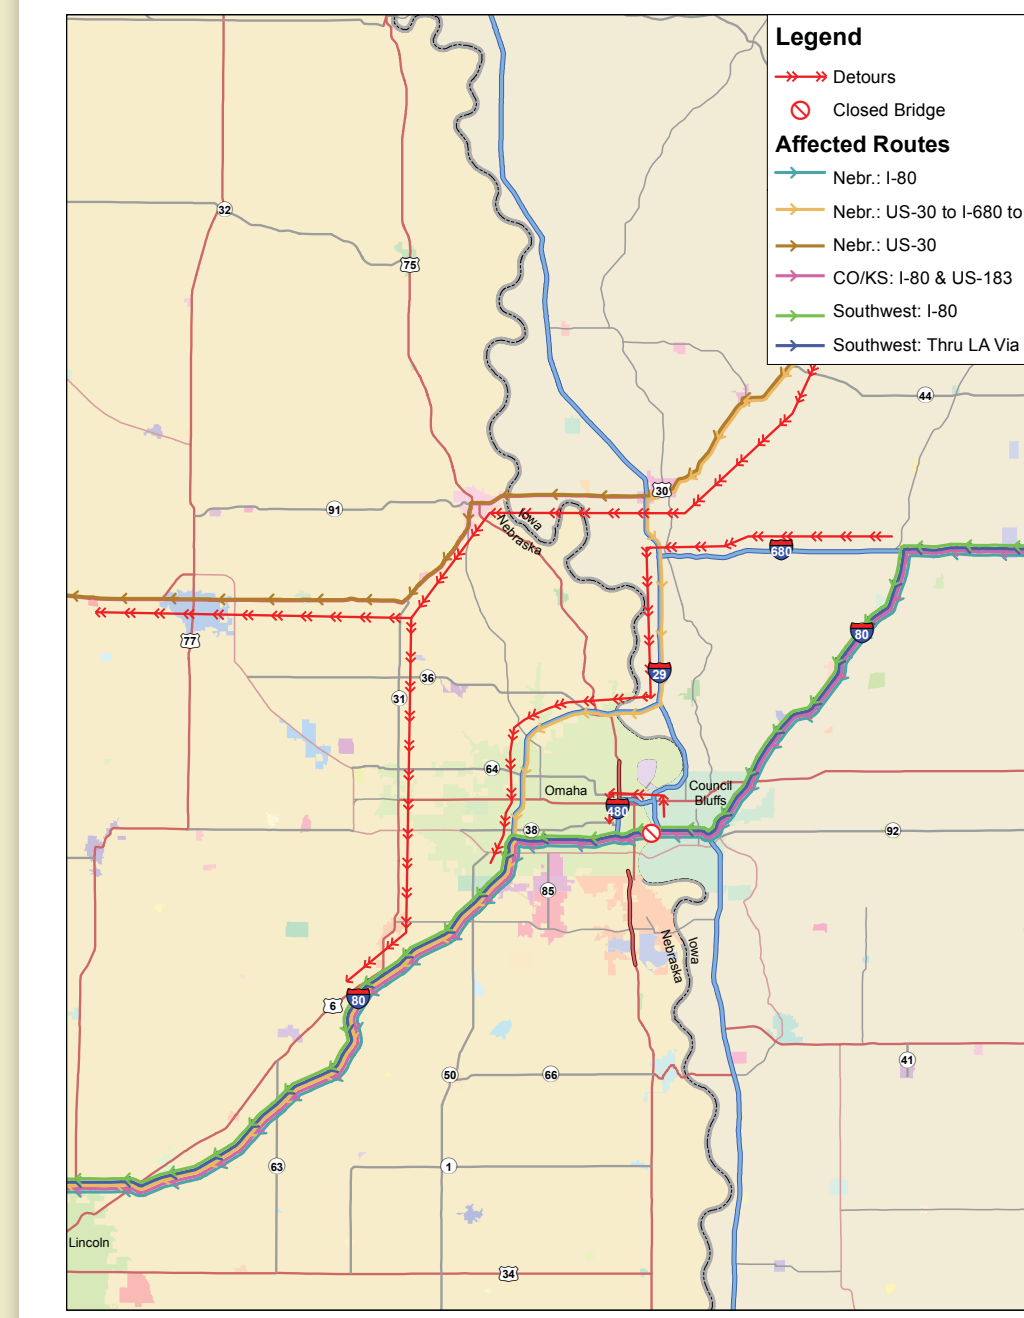 Legend
Detours
Closed Bridge
Affected Routes
Nebr.: I-80
Nebr.: US-30 to I-680 to
Nebr.: US-30
CO/KS: I-80 & US-183
Southwest: I-80
Southwest: Thru LA Via
32
75
44
30
91
Iowa
Nebraska
680
80
77
29
36
31
64
Omaha
Council
Bluffs
480
38
92
85
Nebraska
Iowa
6
80
41
50
66
63
1
Lincoln
34